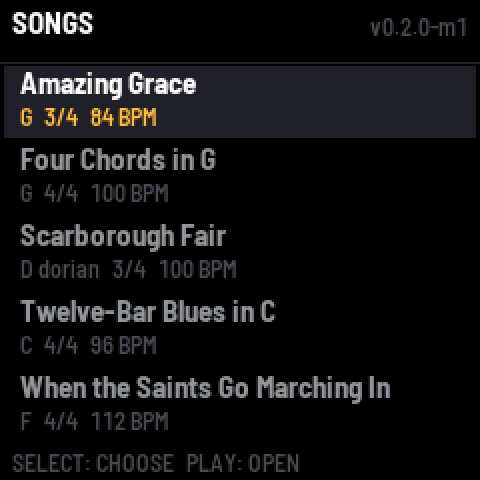 SONGS v0.2.0-m1
Amazing Grace
G 3/4 84 BPM
Four Chords in G
G 4/4 100 BPM
Scarborough Fair
D dorian 3/4 100 BPM
Twelve-Bar Blues in C
C 4/4 96 BPM
When the Saints Go Marching In
F 4/4 112 BPM
SELECT: CHOOSE PLAY: OPEN